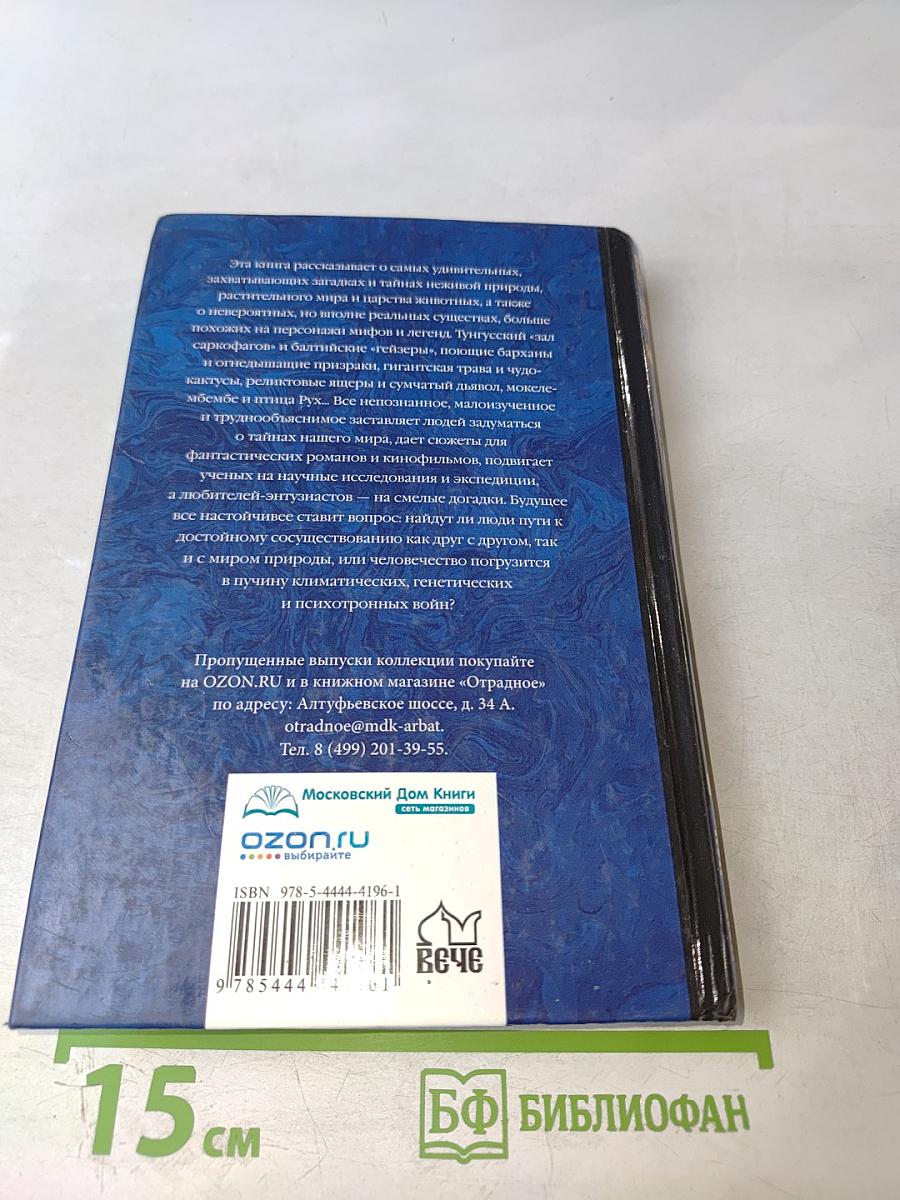 Эта книга рассказывает о самых удивительных,
захватывающих загадках и тайнах неживой природы,
растительного мира и царства животных, а также
о невероятных, но вполне реальных существах, больше
похожих на персонажи мифов и легенд. Тунгусский «зал
саркофагов» и балтийские «гейзеры», поющие барханы
и огнедышащие призраки, гигантская трава и чудо-
кактусы, реликтовые ящеры и сумчатый дьявол, мокеле-
мбембе и птица Рух... Все непознанное, малоизученное
и труднообъяснимое заставляет людей задуматься
о тайнах нашего мира, дает сюжеты для
фантастических романов и кинофильмов, подвигает
ученых на научные исследования и экспедиции,
а любителей-энтузиастов — на смелые догадки. Будущее
все настойчивее ставит вопрос: найдут ли люди пути к
достойному сосуществованию как друг с другом, так
и с миром природы, или человечество погрузится
в пучину климатических, генетических
и психотронных войн?
Пропущенные выпуски коллекции покупайте
на OZON.RU и в книжном магазине «Отрадное»
по адресу: Алтуфьевское шоссе, д. 34 А.
otradnoe@mdk-arbat.
Тел. 8 (499) 201-39-55.
Московский Дом Книги
сеть магазинов
ozon.ru
выбирайте
ISBN 978-5-4444-4196-1
ВЕЧЕ
9 785444
15 см
БФ БИБЛИОФАН